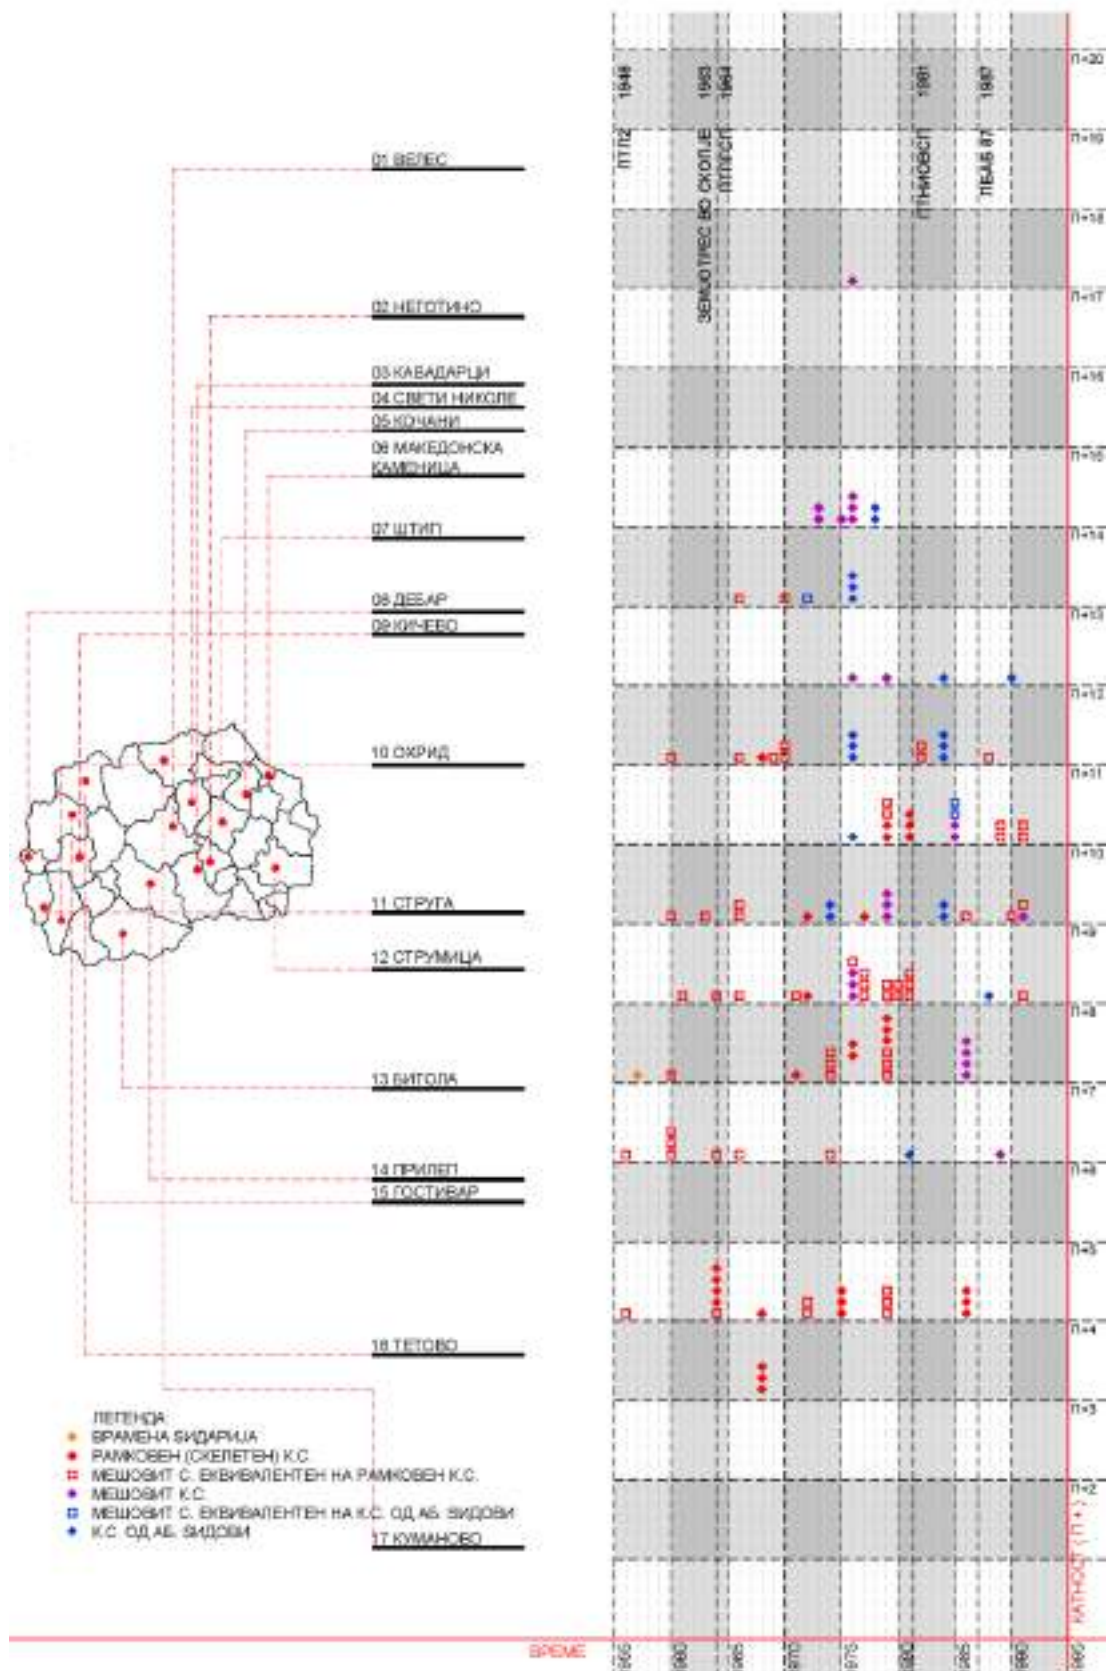 01 ВЕЛЕС
02 НЕГОТИНО
03 КАВАДАРЦИ
04 СВЕТИ НИКОЛЕ
05 КОЧАНИ
06 МАКЕДОНСКА
КАМЕНИЦА
07 ШТИП
08 ДЕБАР
09 КИЧЕВО
10 ОХРИД
11 СТРУГА
12 СТРУМИЦА
13 БИТОЛА
14 ПРИЛЕП
15 ГОСТИВАР
16 ТЕТОВО
17 КУМАНОВО
ЛЕГЕНДА
ВРАМЕНА ЅИДАРИЈА
РАМКОВЕН (СКЕЛЕТЕН) К.С.
МЕШОВИТ С. ЕКВИВАЛЕНТЕН НА РАМКОВЕН К.С.
МЕШОВИТ К.С.
МЕШОВИТ С. ЕКВИВАЛЕНТЕН НА К.С. ОД АБ. ЅИДОВИ
К.С. ОД АБ. ЅИДОВИ
ВРЕМЕ
ПТП2 1948
ЗЕМЈОТРЕС ВО СКОПЈЕ 1963
1964
1981
ПБАБ 87 1987
П+20
П+19
П+18
П+17
П+16
П+15
П+14
П+13
П+12
П+11
П+10
П+9
П+8
П+7
П+6
П+5
П+4
П+3
П+2
КАТНОСТ ( П + )